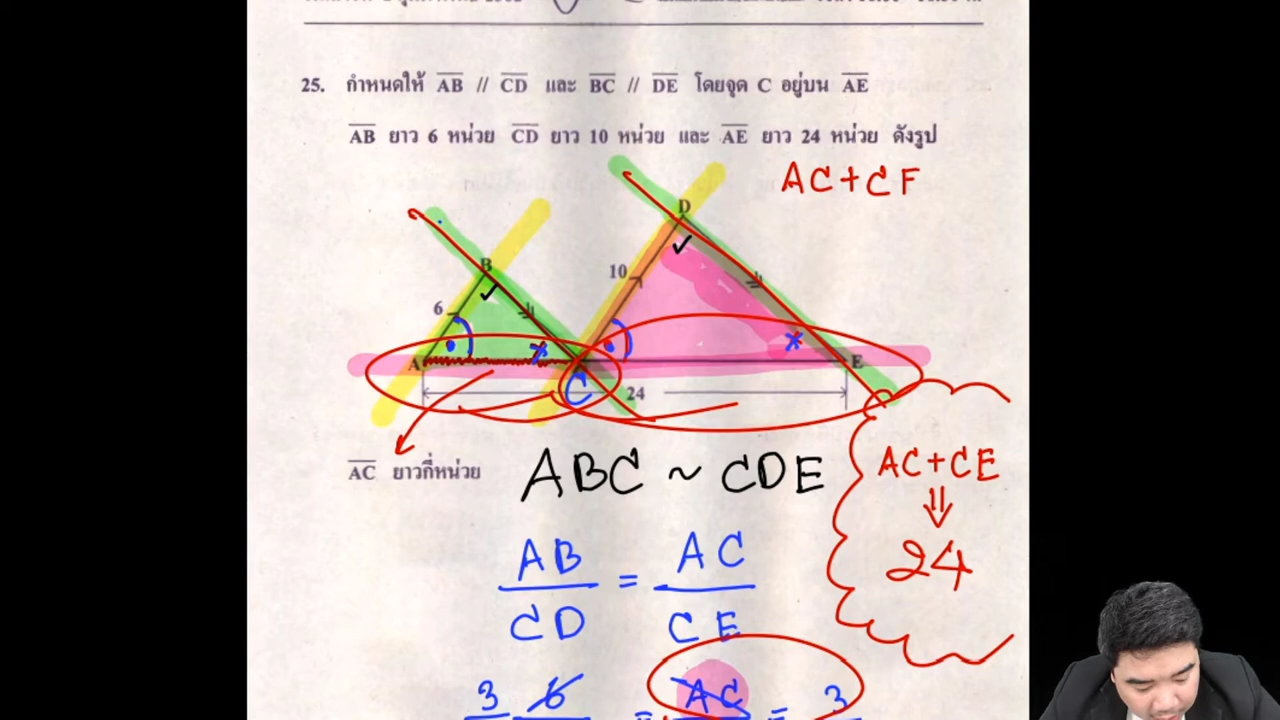 25. กำหนดให้ AB // CD และ BC // DE โดยจุด C อยู่บน AE
AB ยาว 6 หน่วย CD ยาว 10 หน่วย และ AE ยาว 24 หน่วย ดังรูป
AC+CF
D
B
10
6
A
E
C
24
AC ยาวกี่หน่วย
ABC ~ CDE
AC+CE
⇓
24
AB = AC
CD CE
3 6 = AC = 3